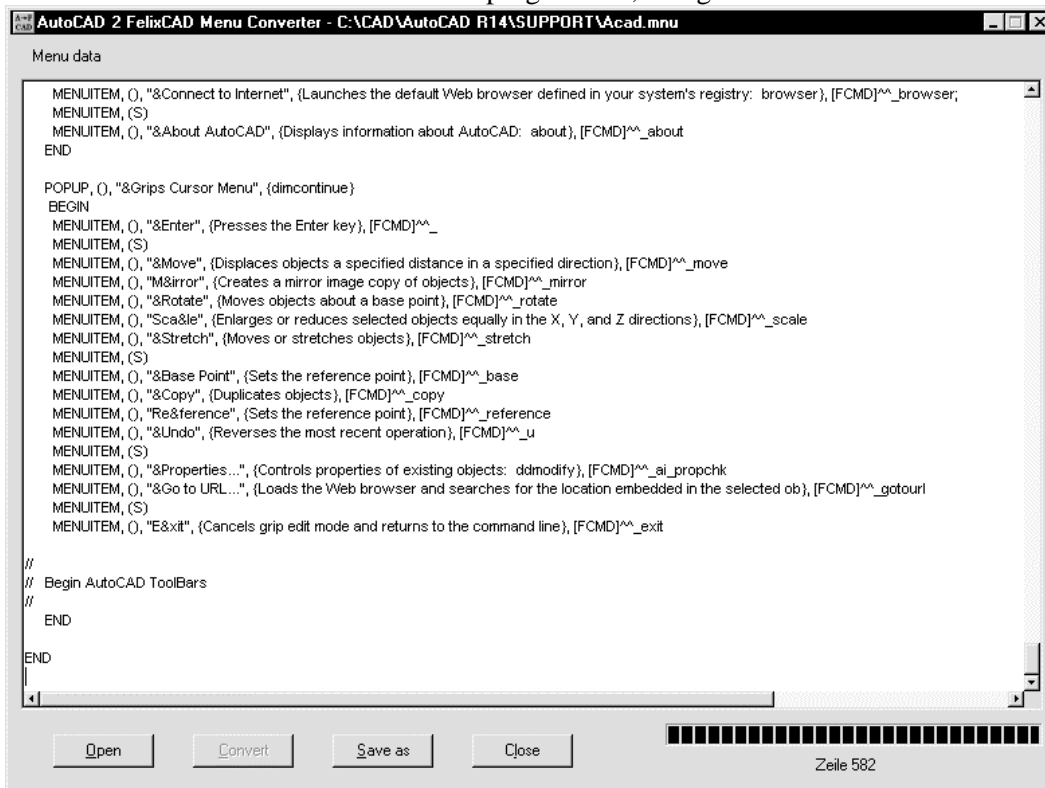 AutoCAD 2 FelixCAD Menu Converter - C:\CAD\AutoCAD R14\SUPPORT\Acad.mnu
Menu data
MENUITEM, (), "&Connect to Internet", {Launches the default Web browser defined in your system's registry:  browser}, [FCMD]^^_browser;
MENUITEM, (S)
MENUITEM, (), "&About AutoCAD", {Displays information about AutoCAD:  about}, [FCMD]^^_about
END
POPUP, (), "&Grips Cursor Menu", {dimcontinue}
BEGIN
MENUITEM, (), "&Enter", {Presses the Enter key}, [FCMD]^^_
MENUITEM, (S)
MENUITEM, (), "&Move", {Displaces objects a specified distance in a specified direction}, [FCMD]^^_move
MENUITEM, (), "M&irror", {Creates a mirror image copy of objects}, [FCMD]^^_mirror
MENUITEM, (), "&Rotate", {Moves objects about a base point}, [FCMD]^^_rotate
MENUITEM, (), "Sca&le", {Enlarges or reduces selected objects equally in the X, Y, and Z directions}, [FCMD]^^_scale
MENUITEM, (), "&Stretch", {Moves or stretches objects}, [FCMD]^^_stretch
MENUITEM, (S)
MENUITEM, (), "&Base Point", {Sets the reference point}, [FCMD]^^_base
MENUITEM, (), "&Copy", {Duplicates objects}, [FCMD]^^_copy
MENUITEM, (), "Re&ference", {Sets the reference point}, [FCMD]^^_reference
MENUITEM, (), "&Undo", {Reverses the most recent operation}, [FCMD]^^_u
MENUITEM, (S)
MENUITEM, (), "&Properties...", {Controls properties of existing objects:  ddmodify}, [FCMD]^^_ai_propchk
MENUITEM, (), "&Go to URL...", {Loads the Web browser and searches for the location embedded in the selected ob}, [FCMD]^^_gotourl
MENUITEM, (S)
MENUITEM, (), "E&xit", {Cancels grip edit mode and returns to the command line}, [FCMD]^^_exit
//
//  Begin AutoCAD ToolBars
//
END
END
Open Convert Save as Close
Zeile 582